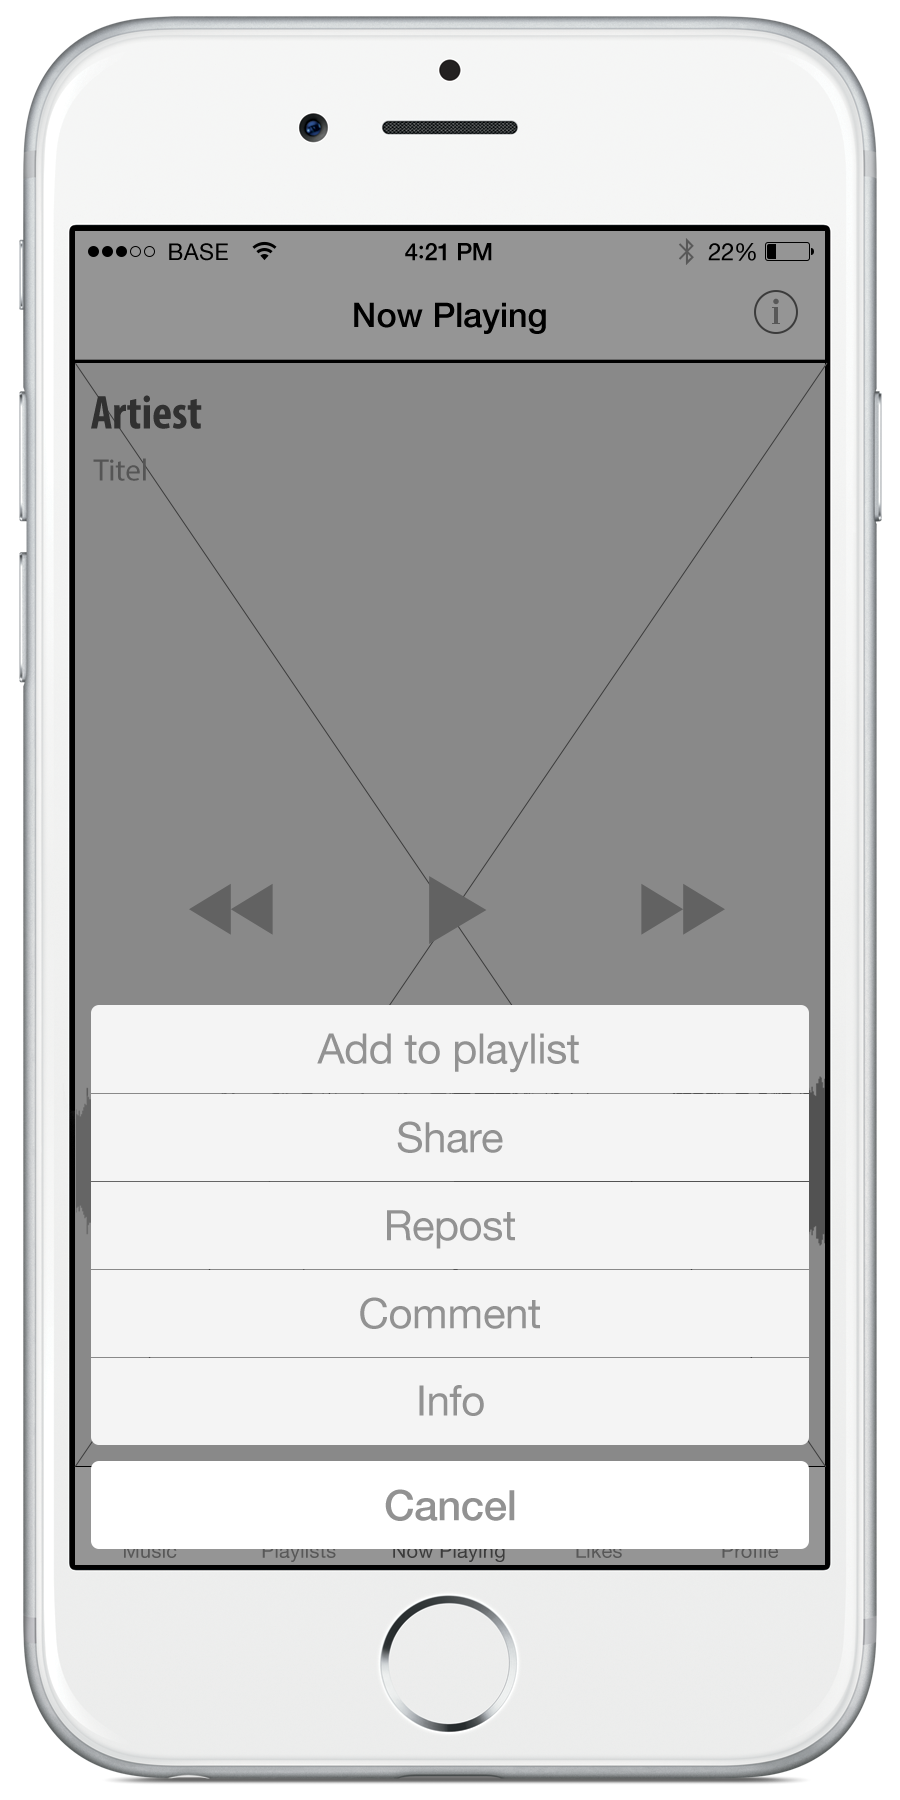 BASE 4:21 PM 22%
Now Playing
Artiest
Titel
Add to playlist
Share
Repost
Comment
Info
Cancel
Music Playlists Now Playing Likes Profile